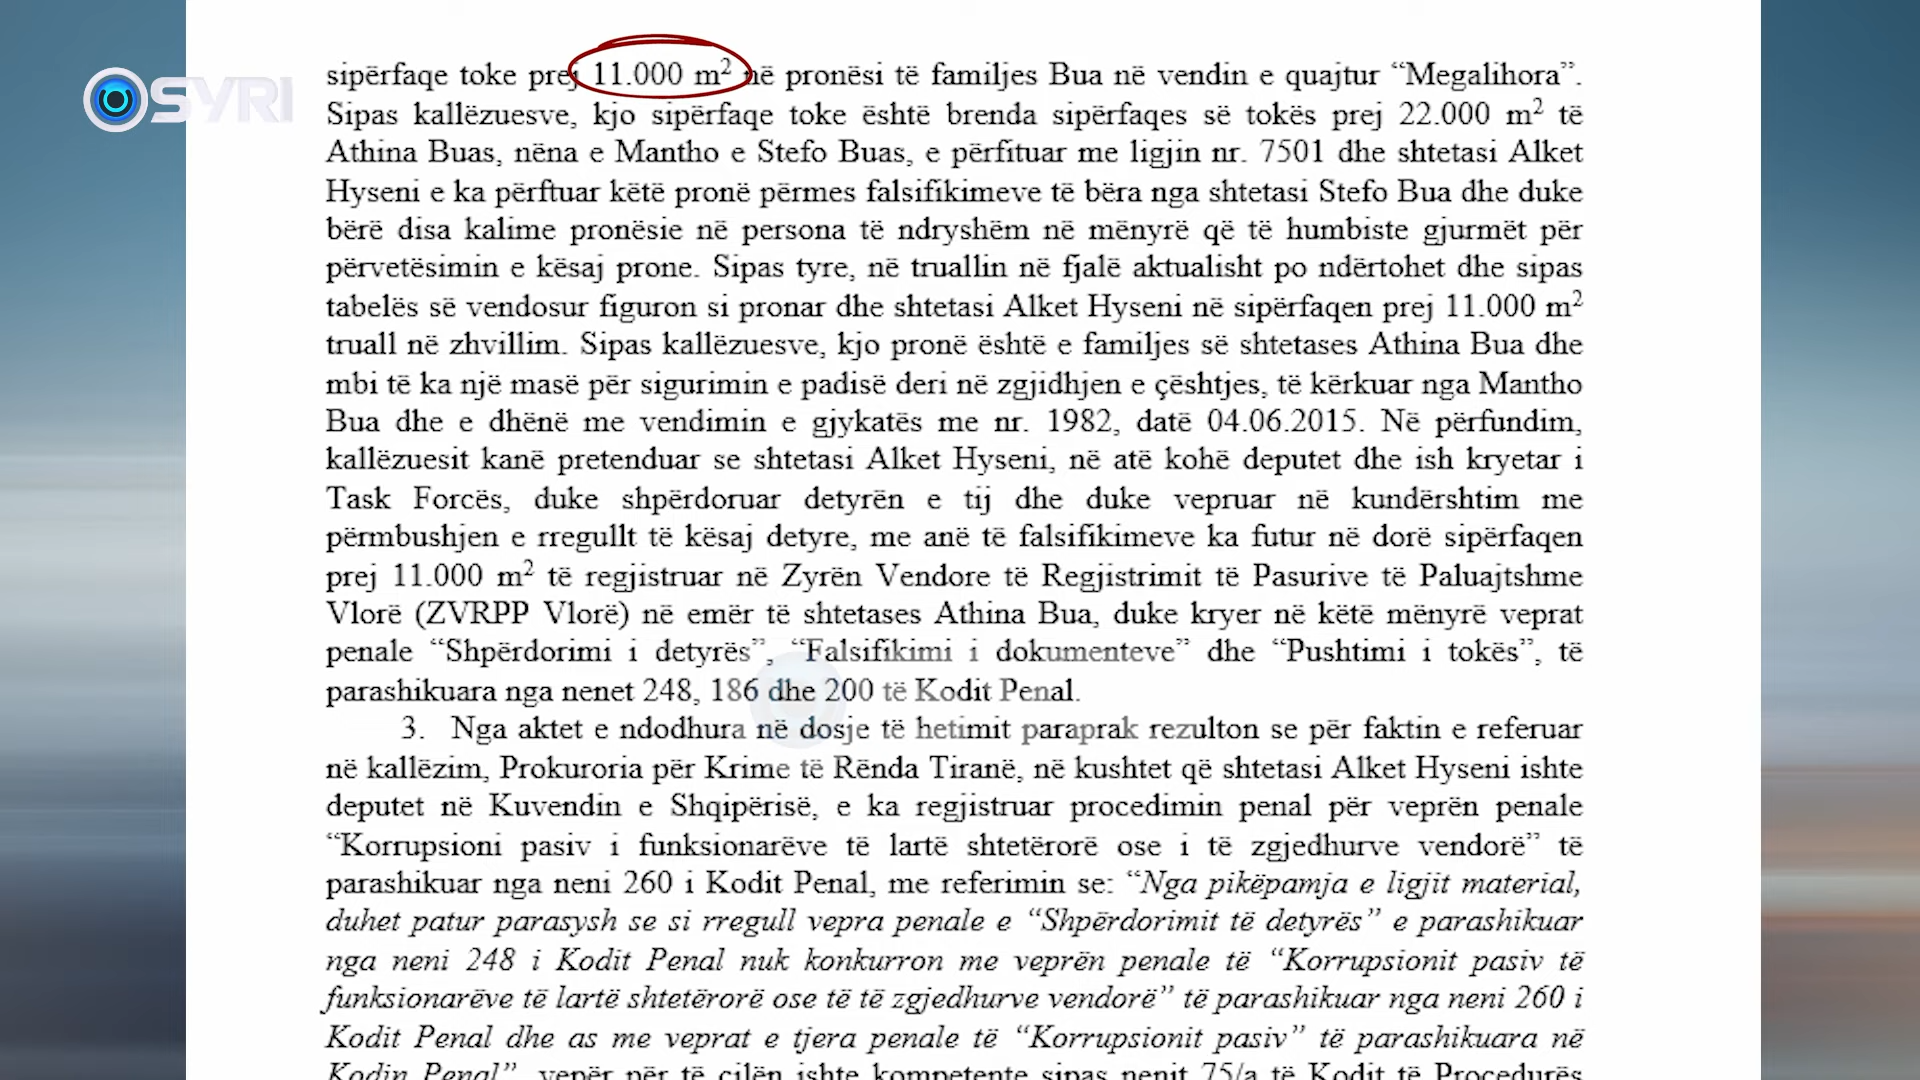 SYRI
sipërfaqe toke prej 11.000 m² në pronësi të familjes Bua në vendin e quajtur “Megalihora”.
Sipas kallëzuesve, kjo sipërfaqe toke është brenda sipërfaqes së tokës prej 22.000 m² të
Athina Buas, nëna e Mantho e Stefo Buas, e përfituar me ligjin nr. 7501 dhe shtetasi Alket
Hyseni e ka përftuar këtë pronë përmes falsifikimeve të bëra nga shtetasi Stefo Bua dhe duke
bërë disa kalime pronësie në persona të ndryshëm në mënyrë që të humbiste gjurmët për
përvetësimin e kësaj prone. Sipas tyre, në truallin në fjalë aktualisht po ndërtohet dhe sipas
tabelës së vendosur figuron si pronar dhe shtetasi Alket Hyseni në sipërfaqen prej 11.000 m²
truall në zhvillim. Sipas kallëzuesve, kjo pronë është e familjes së shtetases Athina Bua dhe
mbi të ka një masë për sigurimin e padisë deri në zgjidhjen e çështjes, të kërkuar nga Mantho
Bua dhe e dhënë me vendimin e gjykatës me nr. 1982, datë 04.06.2015. Në përfundim,
kallëzuesit kanë pretenduar se shtetasi Alket Hyseni, në atë kohë deputet dhe ish kryetar i
Task Forcës, duke shpërdoruar detyrën e tij dhe duke vepruar në kundërshtim me
përmbushjen e rregullt të kësaj detyre, me anë të falsifikimeve ka futur në dorë sipërfaqen
prej 11.000 m² të regjistruar në Zyrën Vendore të Regjistrimit të Pasurive të Paluajtshme
Vlorë (ZVRPP Vlorë) në emër të shtetases Athina Bua, duke kryer në këtë mënyrë veprat
penale “Shpërdorimi i detyrës”, “Falsifikimi i dokumenteve” dhe “Pushtimi i tokës”, të
parashikuara nga nenet 248, 186 dhe 200 të Kodit Penal.
3. Nga aktet e ndodhura në dosje të hetimit paraprak rezulton se për faktin e referuar
në kallëzim, Prokuroria për Krime të Rënda Tiranë, në kushtet që shtetasi Alket Hyseni ishte
deputet në Kuvendin e Shqipërisë, e ka regjistruar procedimin penal për veprën penale
“Korrupsioni pasiv i funksionarëve të lartë shtetërorë ose i të zgjedhurve vendorë” të
parashikuar nga neni 260 i Kodit Penal, me referimin se: “Nga pikëpamja e ligjit material,
duhet patur parasysh se si rregull vepra penale e “Shpërdorimit të detyrës” e parashikuar
nga neni 248 i Kodit Penal nuk konkurron me veprën penale të “Korrupsionit pasiv të
funksionarëve të lartë shtetërorë ose të të zgjedhurve vendorë” të parashikuar nga neni 260 i
Kodit Penal dhe as me veprat e tjera penale të “Korrupsionit pasiv” të parashikuara në
Kodin Penal”, vepër për të cilën ishte kompetente sipas nenit 75/a të Kodit të Procedurës